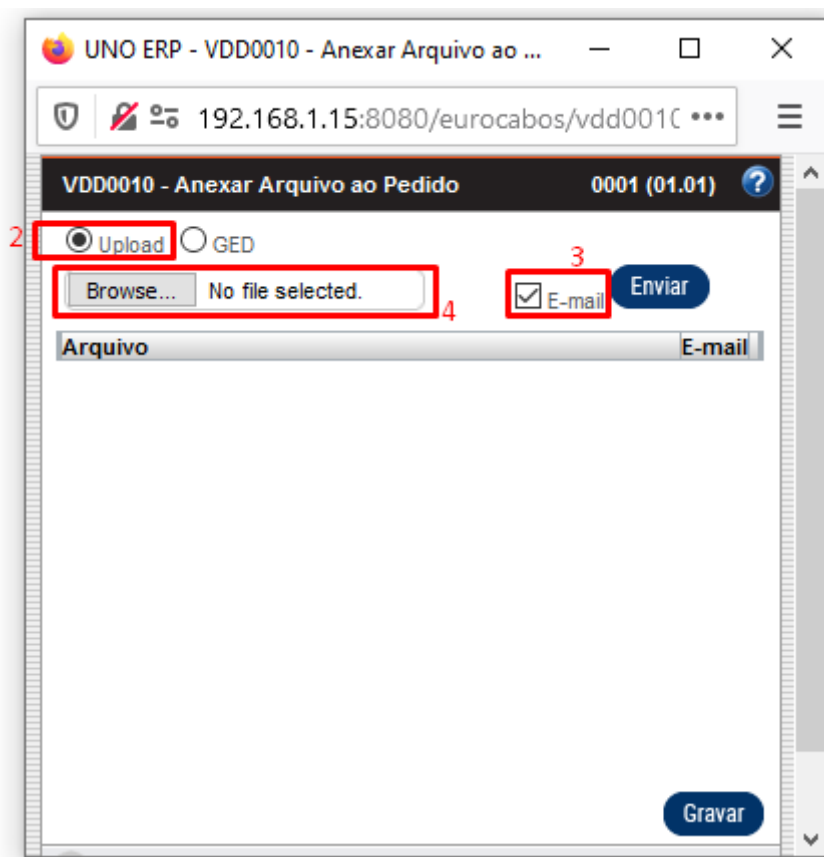 UNO ERP - VDD0010 - Anexar Arquivo ao ...
192.168.1.15:8080/eurocabos/vdd001(
VDD0010 - Anexar Arquivo ao Pedido 0001 (01.01) ?
2 Upload GED
3
Browse... No file selected. 4 E-mail Enviar
Arquivo E-mail
Gravar